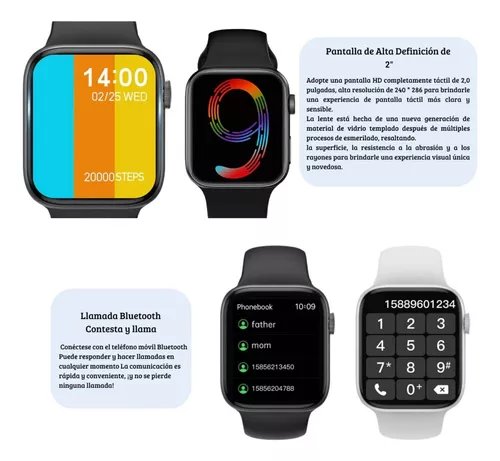 14:00
02/25 WED
20000 STEPS
Pantalla de Alta Definición de
2"
Adopte una pantalla HD completamente táctil de 2,0
pulgadas, alta resolución de 240 * 286 para brindarle
una experiencia de pantalla táctil más clara y
sensible.
La lente está hecha de una nueva generación de
material de vidrio templado después de múltiples
procesos de esmerilado, resaltando.
la superficie, la resistencia a la abrasión y a los
rayones para brindarle una experiencia visual única
y novedosa.
Llamada Bluetooth
Contesta y llama
Conéctese con el teléfono móvil Bluetooth
Puede responder y hacer llamadas en
cualquier momento La comunicación es
rápida y conveniente, ¡y no se pierde
ninguna llamada!
Phonebook 10:09
father
mom
15856213450
15856204788
15889601234
1 2 3
4 5 6
7* 8 9#
0+